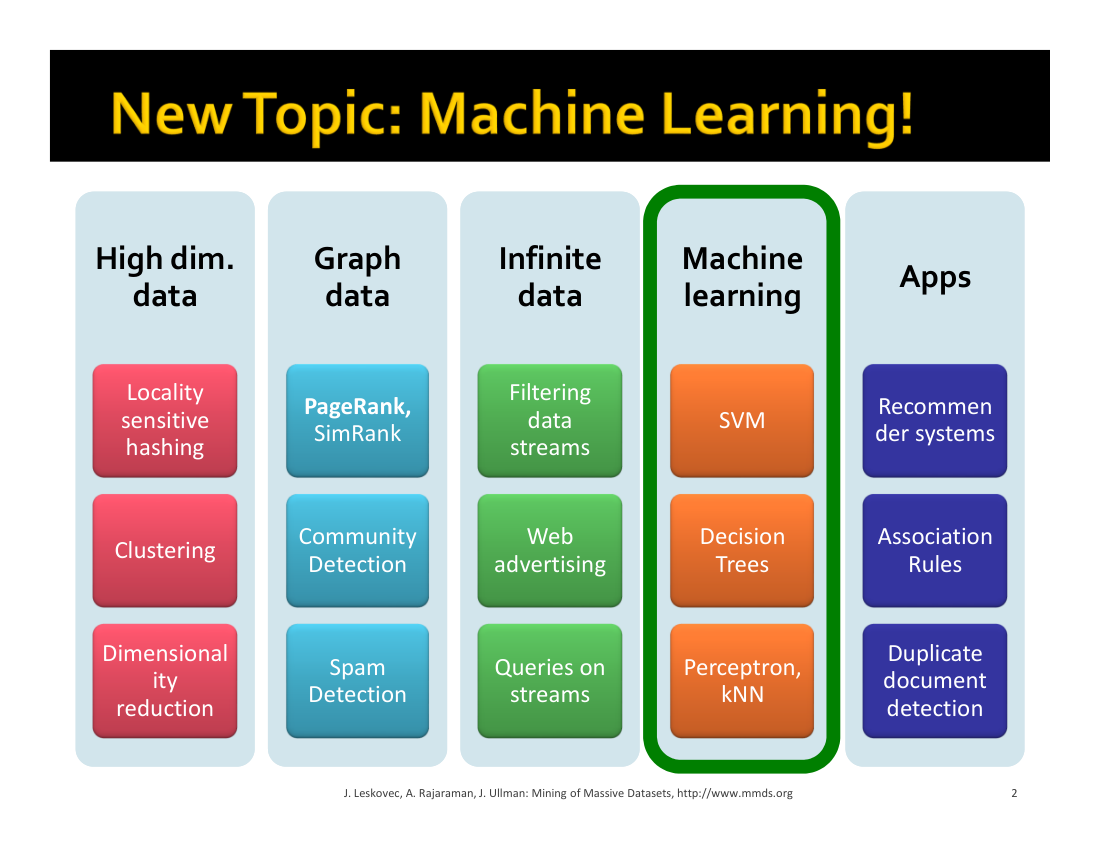 New Topic: Machine Learning!
High dim.
data
Locality
sensitive
hashing
Clustering
Dimensional
ity
reduction
Graph
data
PageRank,
SimRank
Community
Detection
Spam
Detection
Infinite
data
Filtering
data
streams
Web
advertising
Queries on
streams
Machine
learning
SVM
Decision
Trees
Perceptron,
kNN
Apps
Recommen
der systems
Association
Rules
Duplicate
document
detection
J. Leskovec, A. Rajaraman, J. Ullman: Mining of Massive Datasets, http://www.mmds.org
2